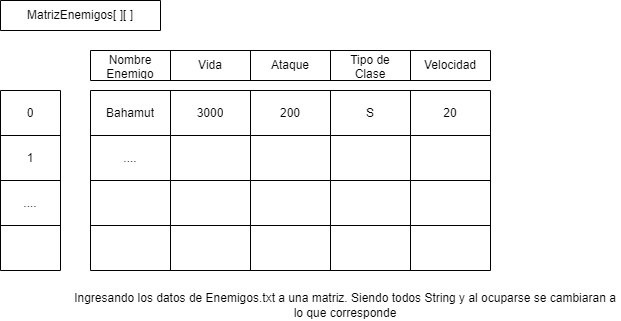 MatrizEnemigos[ ][ ]
Nombre
Enemigo
Vida
Ataque
Tipo de
Clase
Velocidad
0
Bahamut
3000
200
S
20
1
....
....
Ingresando los datos de Enemigos.txt a una matriz. Siendo todos String y al ocuparse se cambiaran a
lo que corresponde